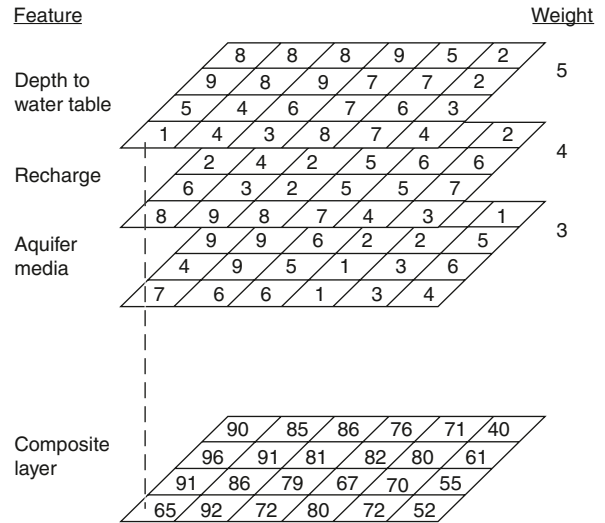 Feature Weight
8 8 8 9 5 2
Depth to water table
9 8 9 7 7 2
5
5 4 6 7 6 3
1 4 3 8 7 4 2
4
Recharge
2 4 2 5 6 6
6 3 2 5 5 7
8 9 8 7 4 3 1
3
Aquifer media
9 9 6 2 2 5
4 9 5 1 3 6
7 6 6 1 3 4
Composite layer
90 85 86 76 71 40
96 91 81 82 80 61
91 86 79 67 70 55
65 92 72 80 72 52